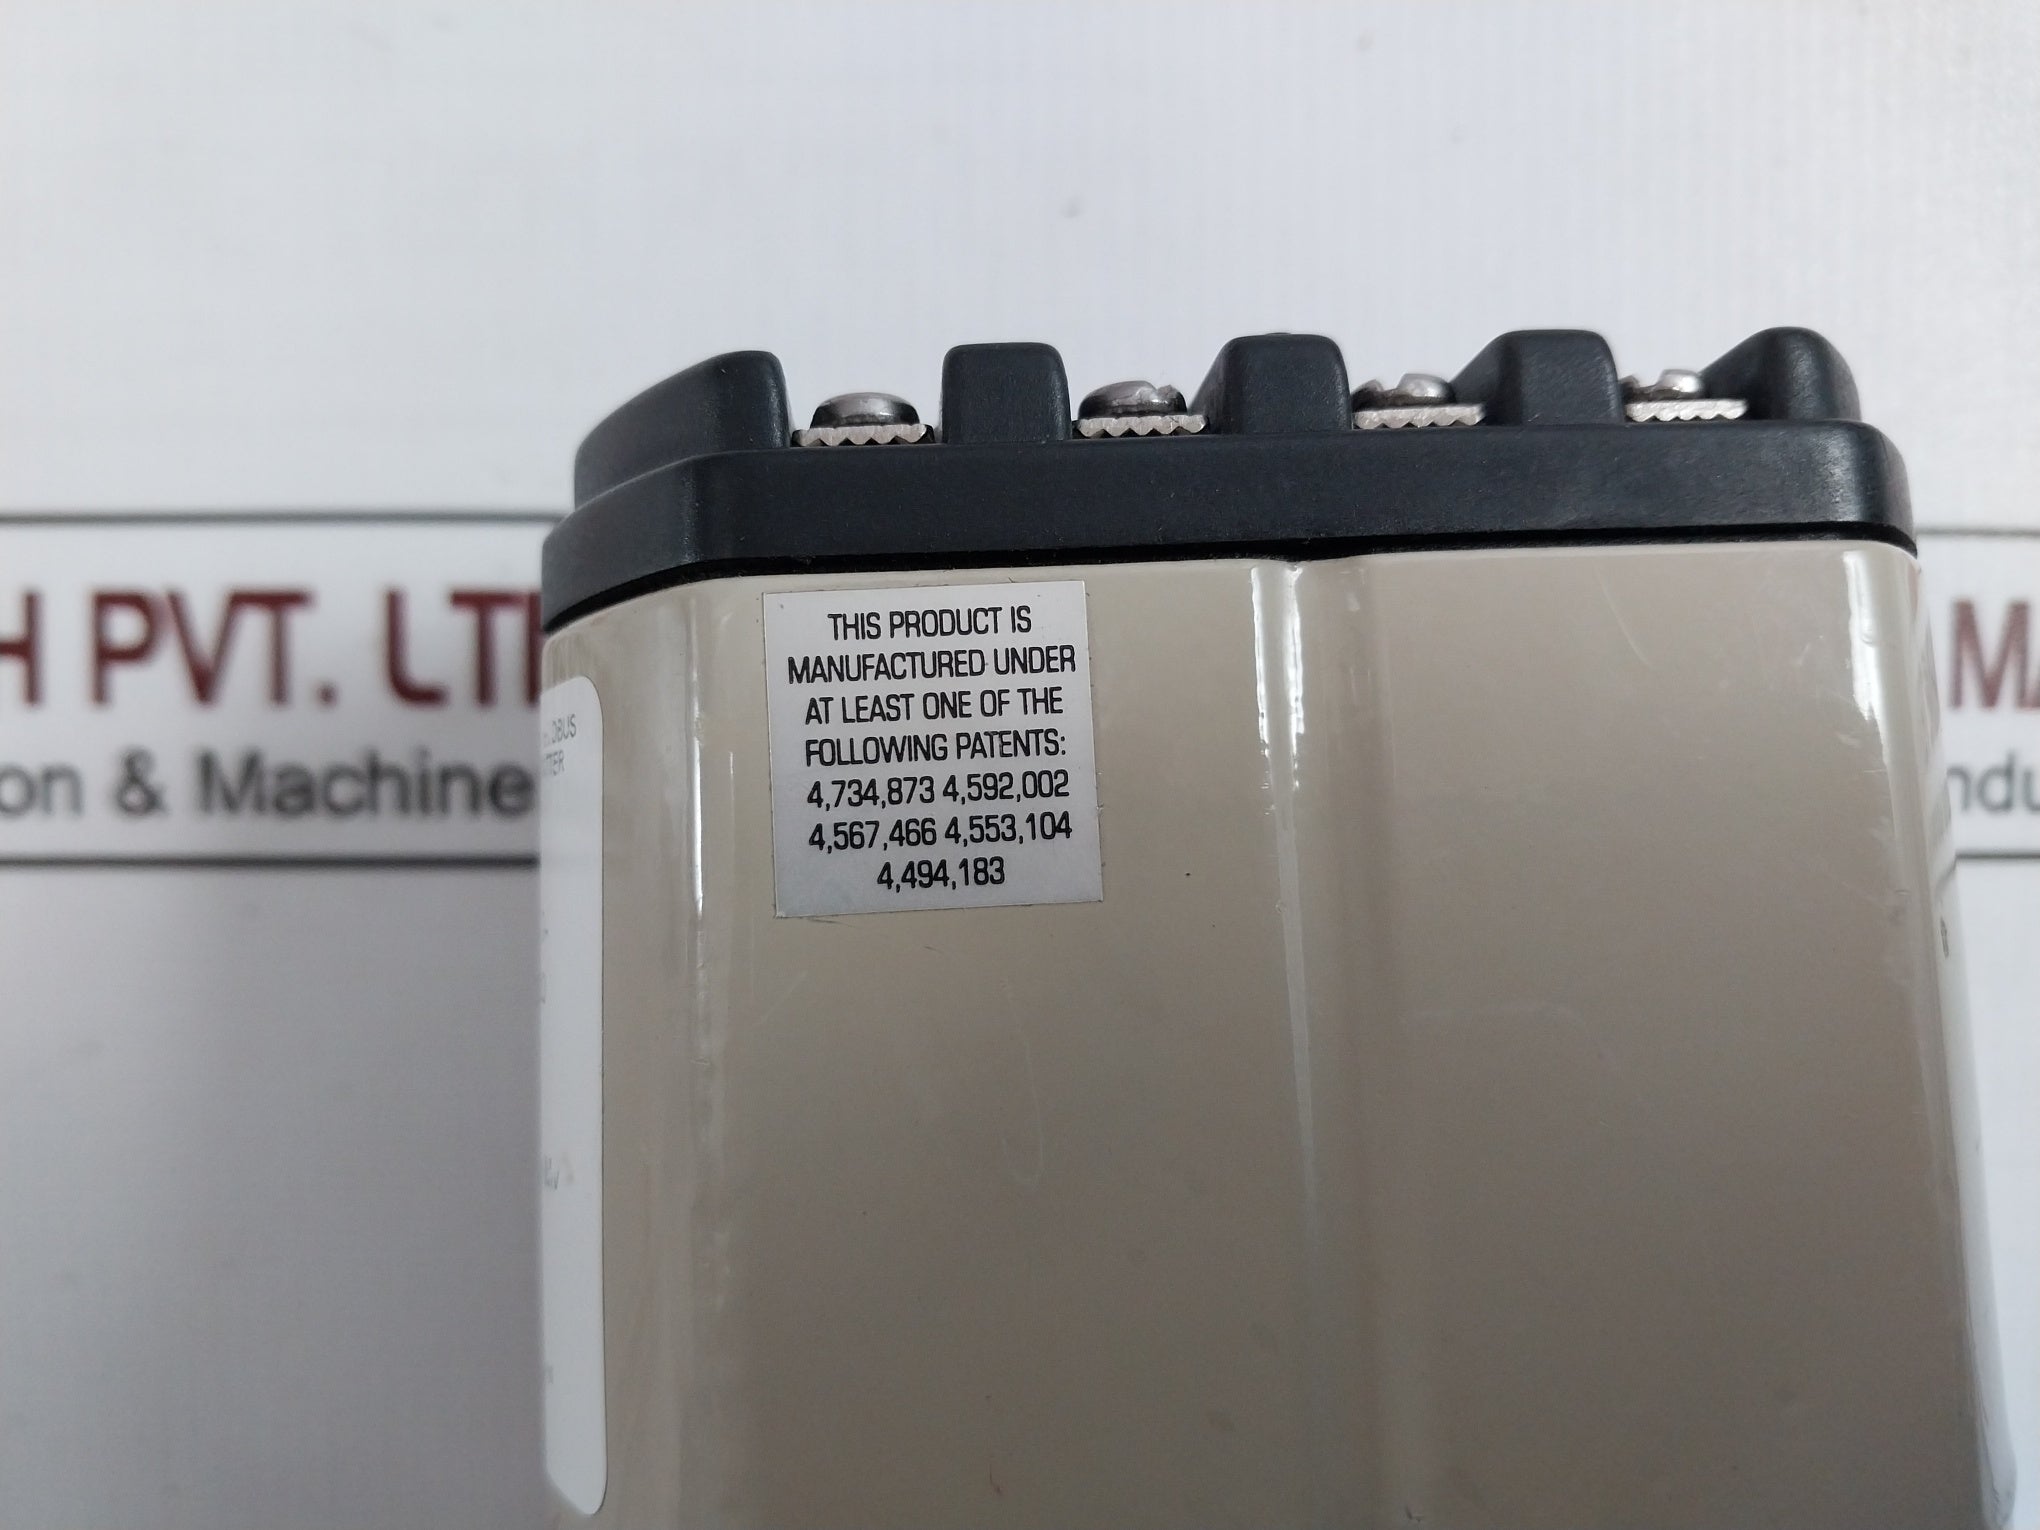 H PVT. LT
on & Machine
M
ndu
THIS PRODUCT IS
MANUFACTURED UNDER
AT LEAST ONE OF THE
FOLLOWING PATENTS:
4,734,873 4,592,002
4,567,466 4,553,104
4,494,183